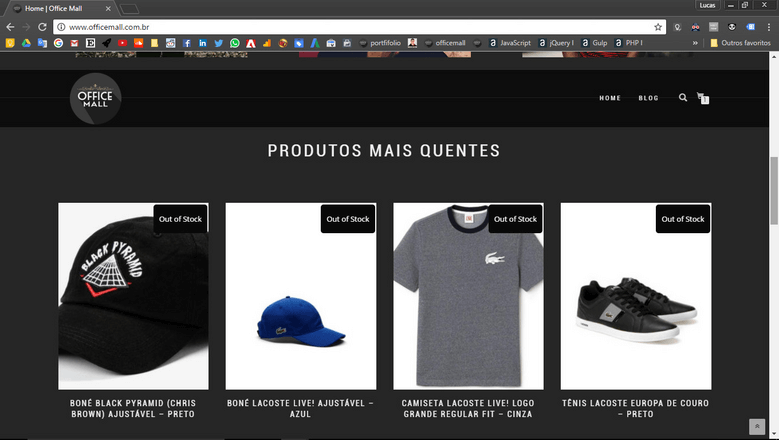 Lucas
Home | Office Mall
www.officemall.com.br
portfifolio
officemall
JavaScript
jQuery |
Gulp
PHP |
»
Outros favoritos
OFFICE
MALL
HOME
BLOG
1
PRODUTOS MAIS QUENTES
Out of Stock
Out of Stock
Out of Stock
Out of Stock
BLACK PYRAMID
BONÉ BLACK PYRAMID (CHRIS
BROWN) AJUSTÁVEL – PRETO
BONÉ LACOSTE LIVE! AJUSTÁVEL –
AZUL
CAMISETA LACOSTE LIVE! LOGO
GRANDE REGULAR FIT – CINZA
TÊNIS LACOSTE EUROPA DE COURO
– PRETO